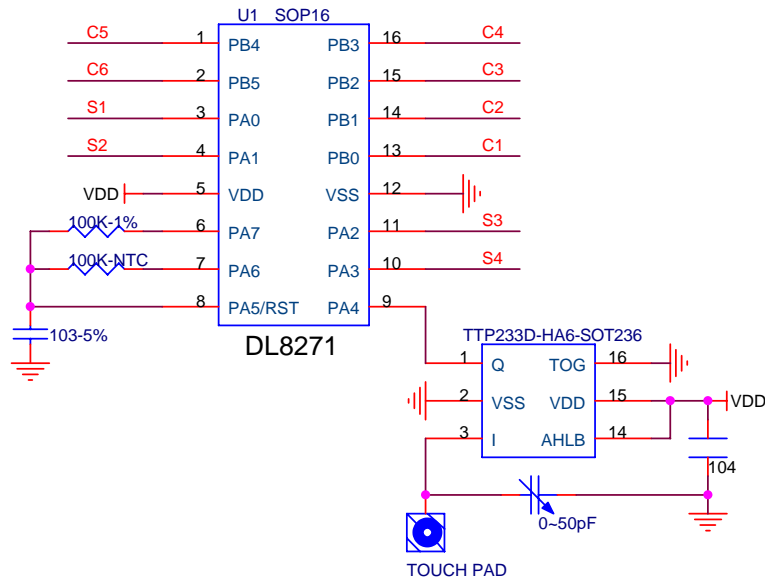 U1 SOP16
C5 1 PB4 PB3 16 C4
C6 2 PB5 PB2 15 C3
S1 3 PA0 PB1 14 C2
S2 4 PA1 PB0 13 C1
VDD 5 VDD VSS 12
100K-1% 6 PA7 PA2 11 S3
100K-NTC 7 PA6 PA3 10 S4
8 PA5/RST PA4 9
103-5%
DL8271
TTP233D-HA6-SOT236
1 Q TOG 16
2 VSS VDD 15 VDD
3 I AHLB 14
104
0~50pF
TOUCH PAD